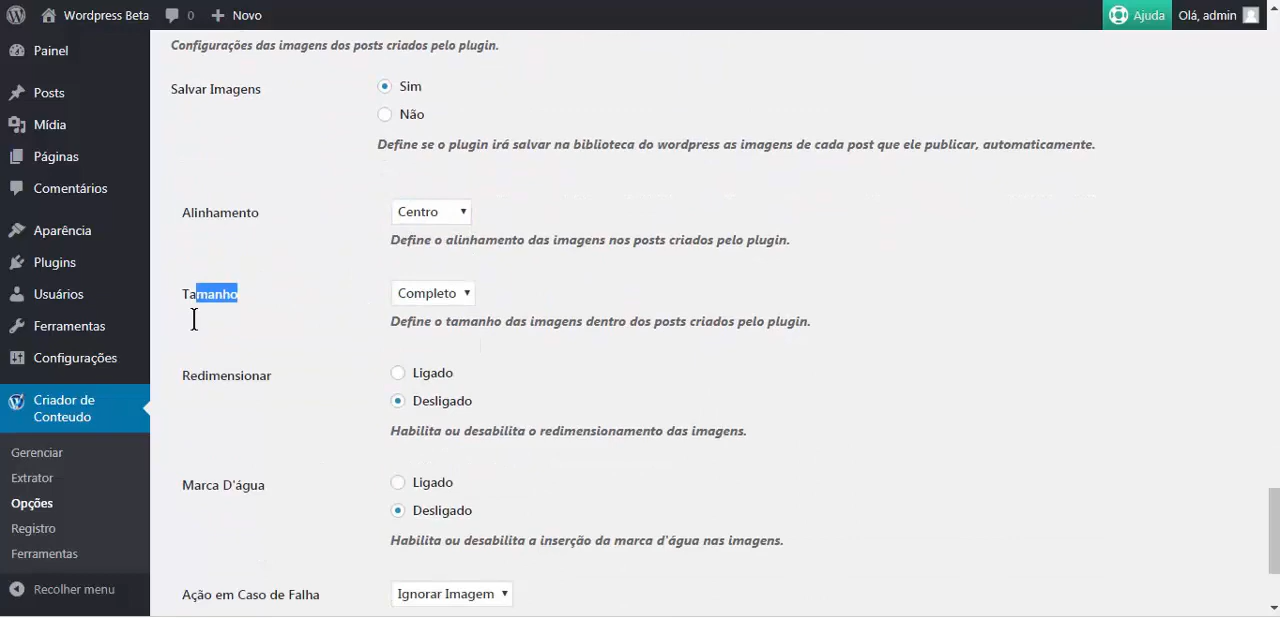 Wordpress Beta 0 Novo Ajuda Olá, admin
Painel
Posts
Mídia
Páginas
Comentários
Aparência
Plugins
Usuários
Ferramentas
Configurações
Criador de
Conteudo
Gerenciar
Extrator
Opções
Registro
Ferramentas
Recolher menu
Configurações das imagens dos posts criados pelo plugin.
Salvar Imagens
Sim
Não
Define se o plugin irá salvar na biblioteca do wordpress as imagens de cada post que ele publicar, automaticamente.
Alinhamento
Centro
Define o alinhamento das imagens nos posts criados pelo plugin.
Tamanho
Completo
Define o tamanho das imagens dentro dos posts criados pelo plugin.
Redimensionar
Ligado
Desligado
Habilita ou desabilita o redimensionamento das imagens.
Marca D'água
Ligado
Desligado
Habilita ou desabilita a inserção da marca d'água nas imagens.
Ação em Caso de Falha
Ignorar Imagem